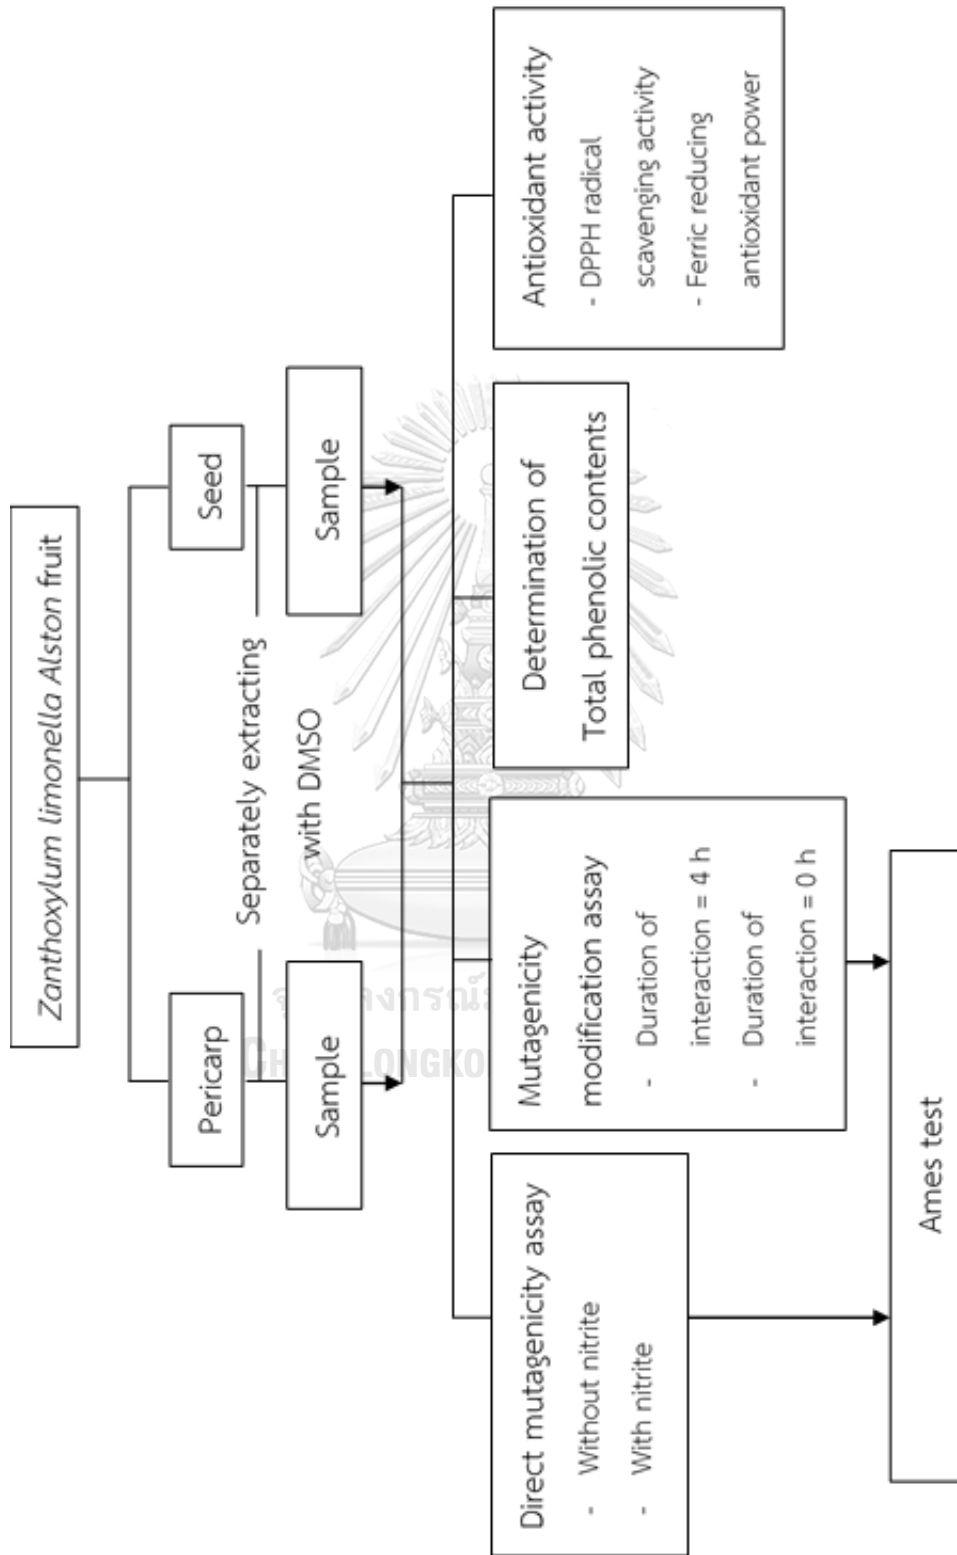 Zanthoxylum limonella Alston fruit
Pericarp
Seed
Separately extracting
with DMSO
Sample
Sample
Direct mutagenicity assay
- Without nitrite
- With nitrite
Mutagenicity
modification assay
- Duration of
interaction = 4 h
- Duration of
interaction = 0 h
Determination of
Total phenolic contents
Antioxidant activity
- DPPH radical
scavenging activity
- Ferric reducing
antioxidant power
Ames test